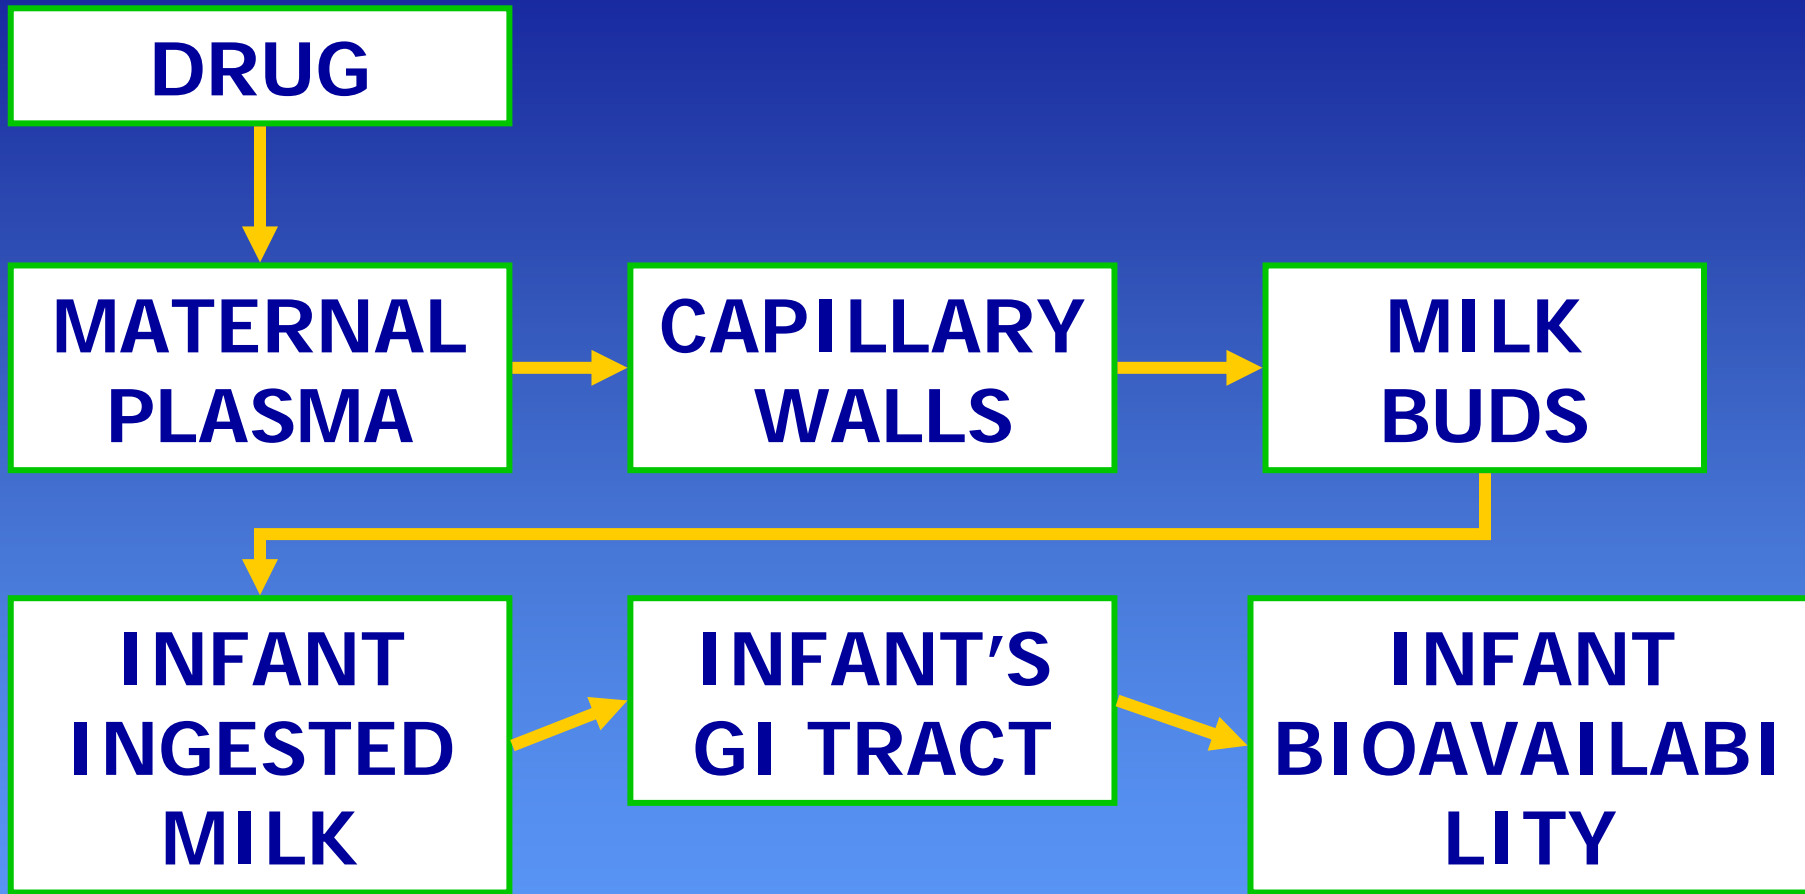 DRUG
MATERNAL
PLASMA
CAPILLARY
WALLS
MILK
BUDS
INFANT
INGESTED
MILK
INFANT’S
GI TRACT
INFANT
BIOAVAILABI
LITY